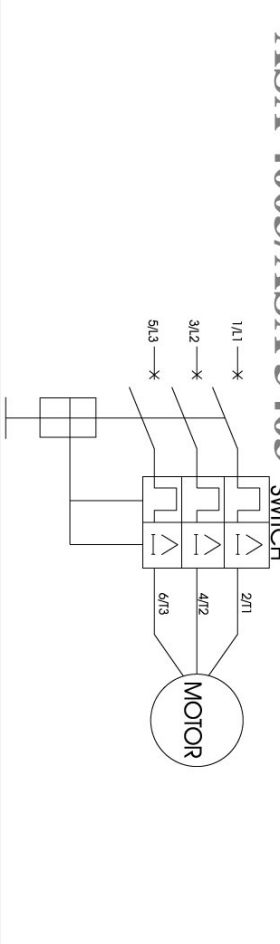 SWITCH
1/L1
I>
2/T1
3/L2
I>
4/T2
MOTOR
5/L3
I>
6/T3